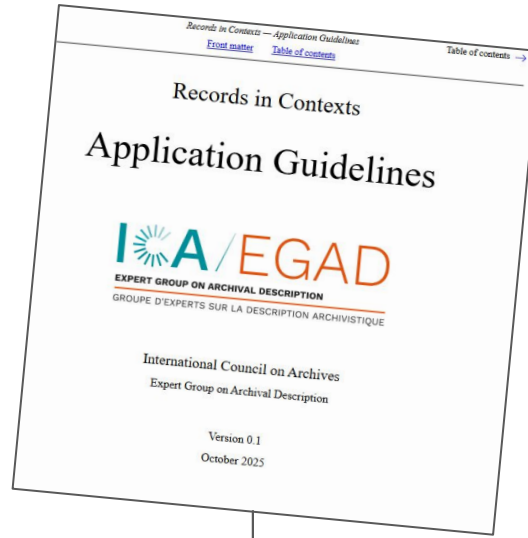 Records in Contexts — Application Guidelines
Front matter Table of contents Table of contents →
Records in Contexts
Application Guidelines
ICA/EGAD
EXPERT GROUP ON ARCHIVAL DESCRIPTION
GROUPE D'EXPERTS SUR LA DESCRIPTION ARCHIVISTIQUE
International Council on Archives
Expert Group on Archival Description
Version 0.1
October 2025